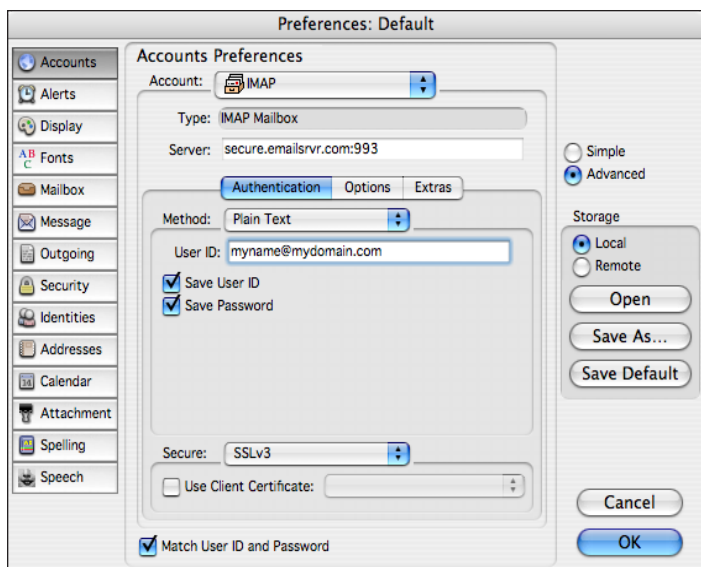 Preferences: Default
Accounts
Alerts
Display
ABC Fonts
Mailbox
Message
Outgoing
Security
Identities
Addresses
14 Calendar
Attachment
Spelling
Speech
Accounts Preferences
Account: IMAP
Type: IMAP Mailbox
Server: secure.emailsrvr.com:993
Authentication Options Extras
Method: Plain Text
User ID: myname@mydomain.com
Save User ID
Save Password
Secure: SSLv3
Use Client Certificate:
Match User ID and Password
Simple
Advanced
Storage
Local
Remote
Open
Save As...
Save Default
Cancel
OK